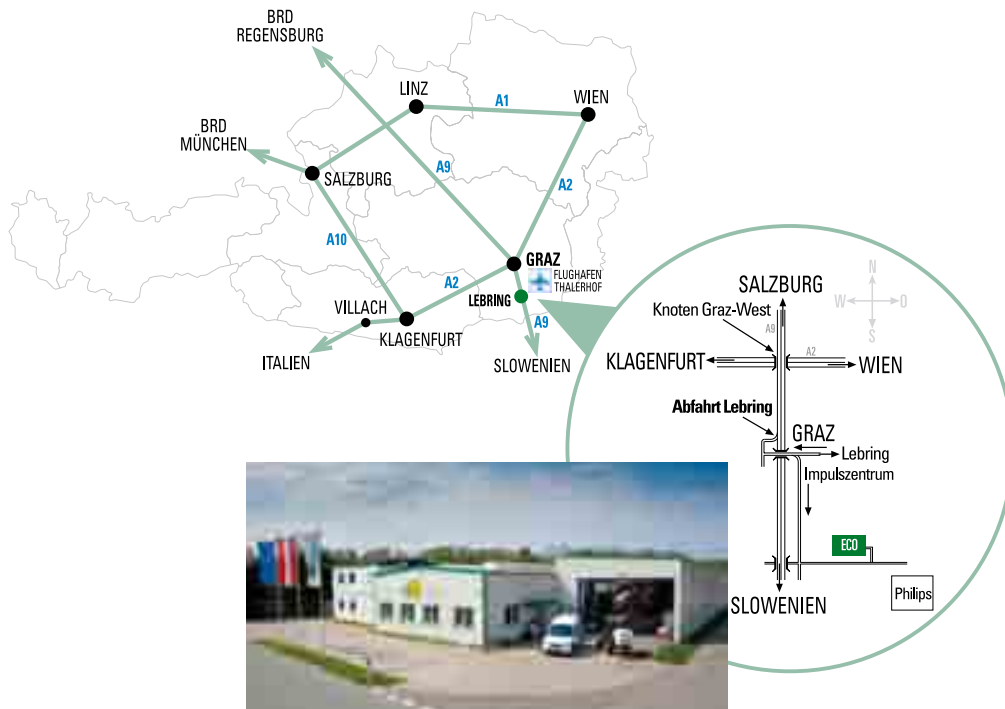 BRD
REGENSBURG
LINZ
A1
WIEN
BRD
MÜNCHEN
SALZBURG
A9
A2
A10
GRAZ
FLUGHAFEN
THALERHOF
A2
LEBRING
VILLACH
KLAGENFURT
A9
ITALIEN
SLOWENIEN
N
W
O
S
SALZBURG
Knoten Graz-West
A9
A2
KLAGENFURT
WIEN
Abfahrt Lebring
GRAZ
Lebring
Impulszentrum
ECO
Philips
SLOWENIEN